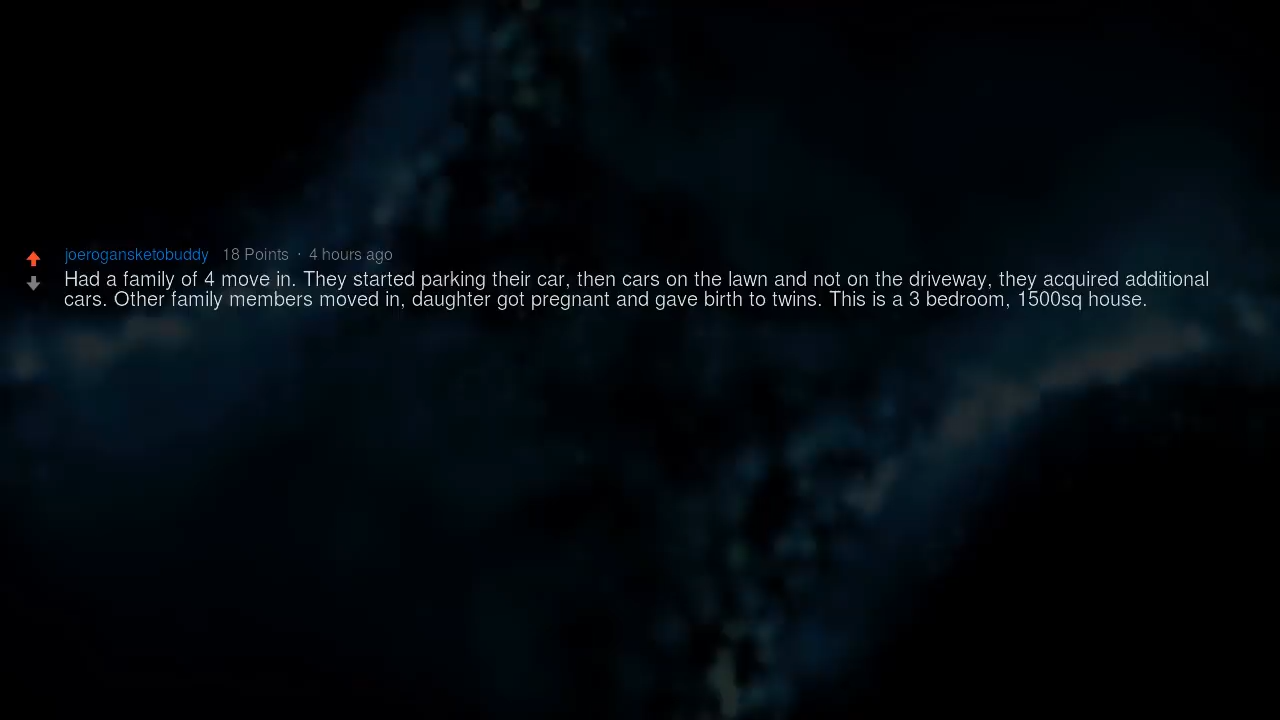 joerogansketobuddy 18 Points · 4 hours ago
Had a family of 4 move in. They started parking their car, then cars on the lawn and not on the driveway, they acquired additional
cars. Other family members moved in, daughter got pregnant and gave birth to twins. This is a 3 bedroom, 1500sq house.